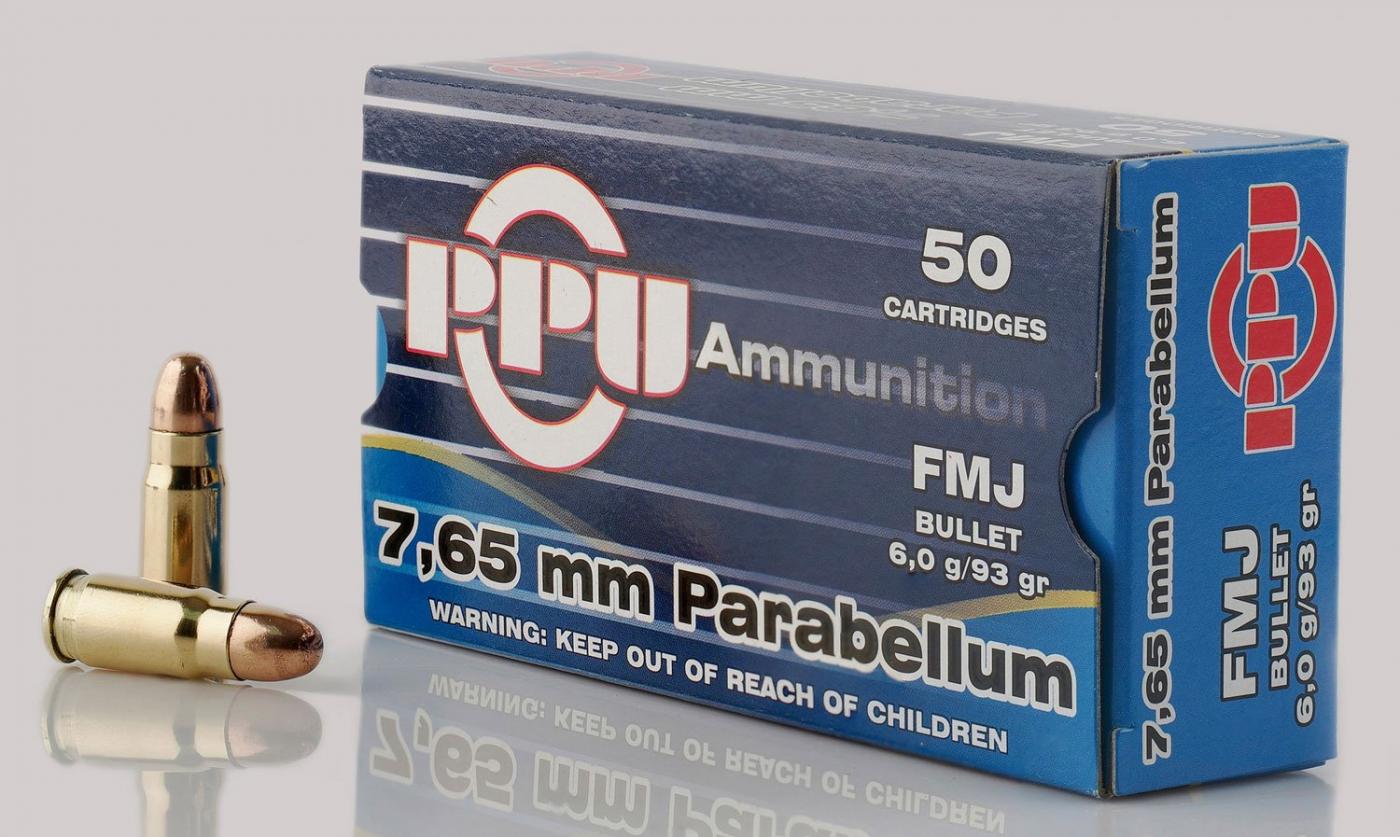 PPU
Ammunition
50
CARTRIDGES
FMJ
BULLET
6,0 g/93 gr
7,65 mm Parabellum
WARNING: KEEP OUT OF REACH OF CHILDREN
7,65 mm Parabellum
PPU
FMJ
BULLET
6,0 g/93 gr